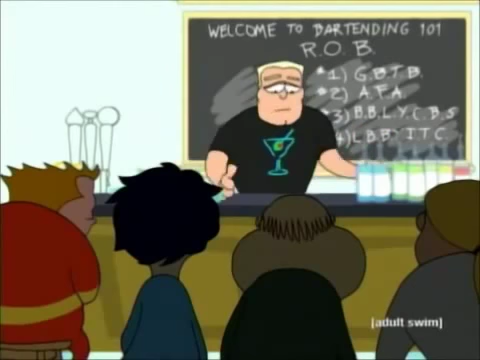 WELCOME TO BARTENDING 101
R.O.B.
*1) G.B.T.B.
*2) A.F.A.
*3) B.B.L.Y.C.B.S
4) L.B.B. I.T.C.
[adult swim]